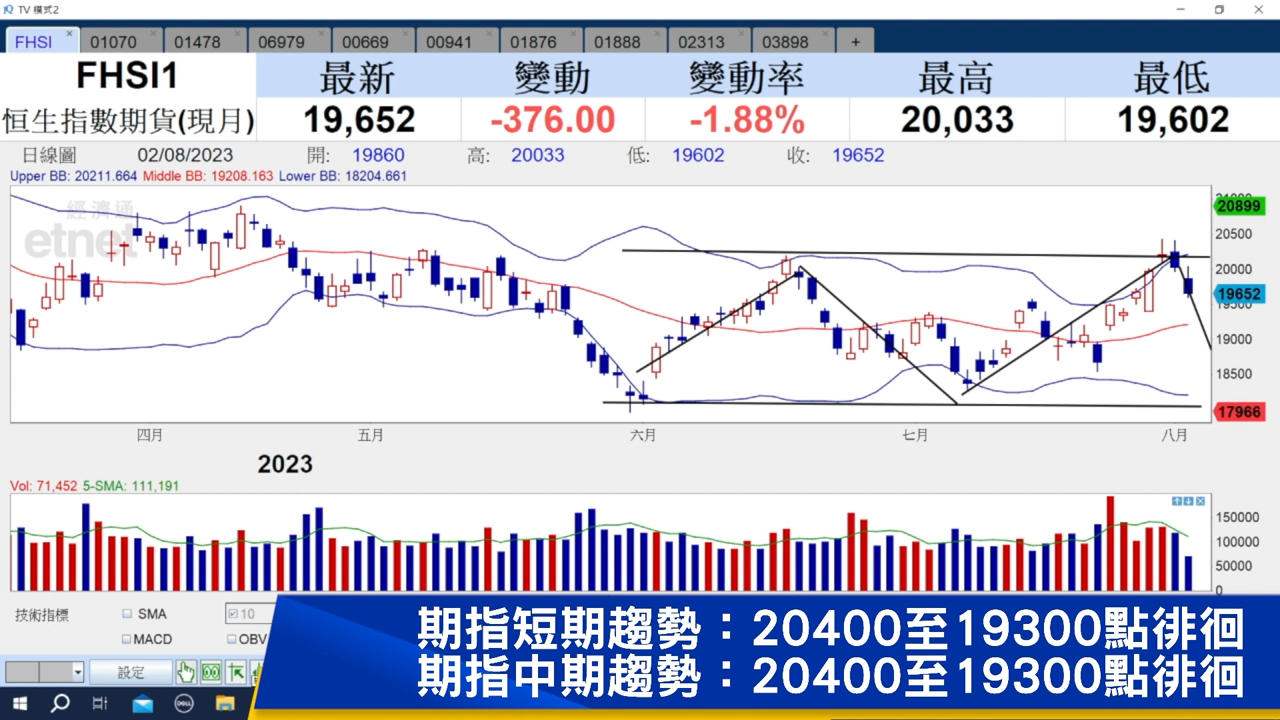 TV 模式2
FHSI 01070 01478 06979 00669 00941 01876 01888 02313 03898 +
FHSI1 最新 變動 變動率 最高 最低
恒生指數期貨(現月) 19,652 -376.00 -1.88% 20,033 19,602
日線圖 02/08/2023 開: 19860 高: 20033 低: 19602 收: 19652
Upper BB: 20211.664 Middle BB: 19208.163 Lower BB: 18204.661
經濟通
etnet
20899
20500
20000
19652
19000
18500
17966
四月 五月 六月 七月 八月
2023
Vol: 71,452 5-SMA: 111,191
150000
100000
50000
0
技術指標 SMA 10
MACD OBV
期指短期趨勢：20400至19300點徘徊
期指中期趨勢：20400至19300點徘徊
設定
DELL